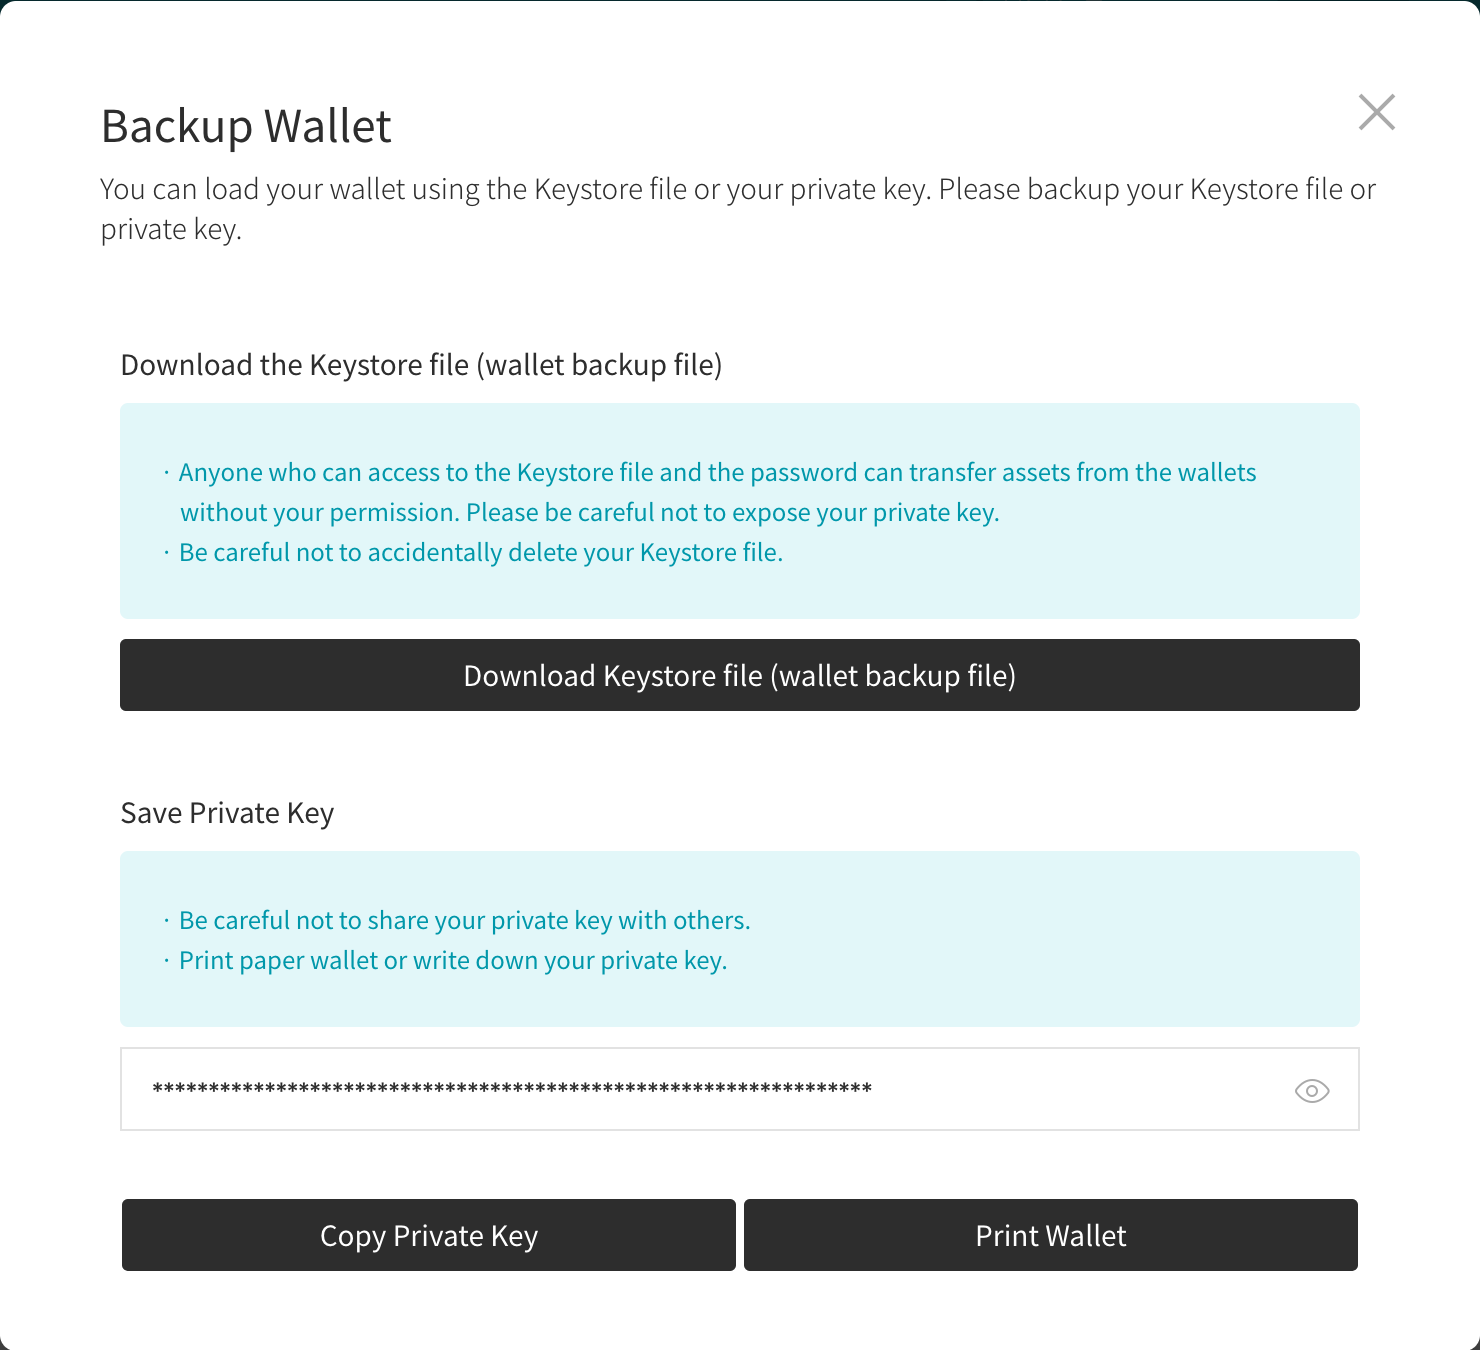 Backup Wallet
You can load your wallet using the Keystore file or your private key. Please backup your Keystore file or
private key.
Download the Keystore file (wallet backup file)
· Anyone who can access to the Keystore file and the password can transfer assets from the wallets
without your permission. Please be careful not to expose your private key.
· Be careful not to accidentally delete your Keystore file.
Download Keystore file (wallet backup file)
Save Private Key
· Be careful not to share your private key with others.
· Print paper wallet or write down your private key.
****************************************************************
Copy Private Key
Print Wallet